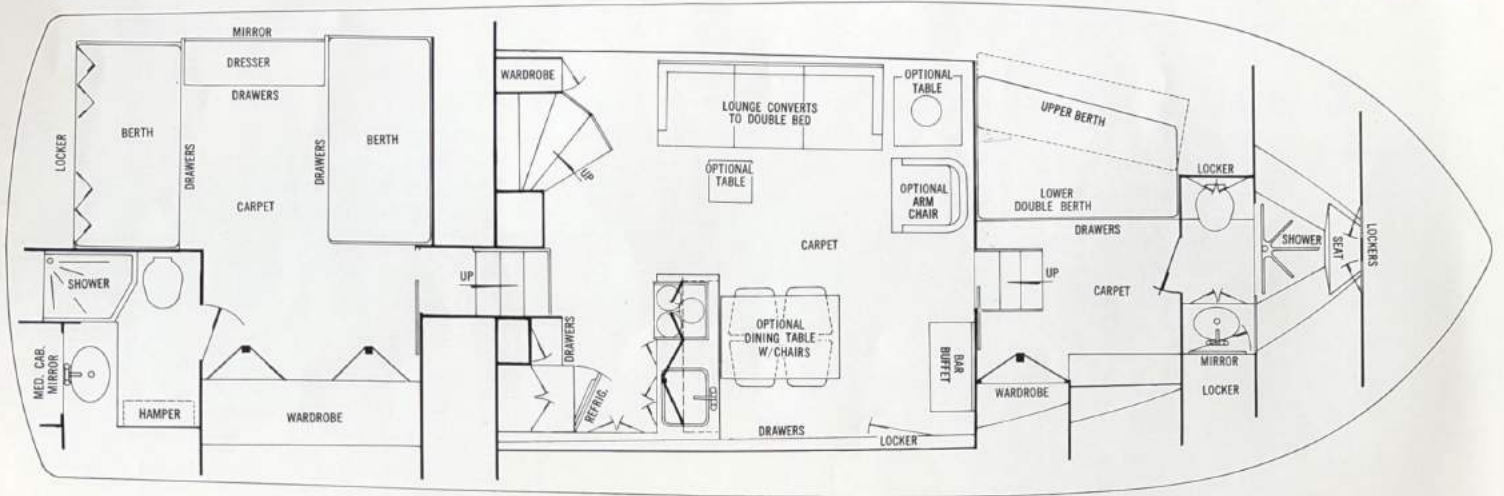 MIRROR
DRESSER
DRAWERS
LOCKER
BERTH
DRAWERS
DRAWERS
BERTH
CARPET
SHOWER
MED. CAB.
MIRROR
HAMPER
WARDROBE
UP
WARDROBE
UP
LOUNGE CONVERTS
TO DOUBLE BED
OPTIONAL
TABLE
OPTIONAL
TABLE
OPTIONAL
ARM
CHAIR
CARPET
DRAWERS
REFRIG.
OPTIONAL
DINING TABLE
W/CHAIRS
BAR
BUFFET
DRAWERS
LOCKER
UPPER BERTH
LOWER
DOUBLE BERTH
DRAWERS
UP
CARPET
WARDROBE
LOCKER
SHOWER
SEAT
LOCKERS
MIRROR
LOCKER